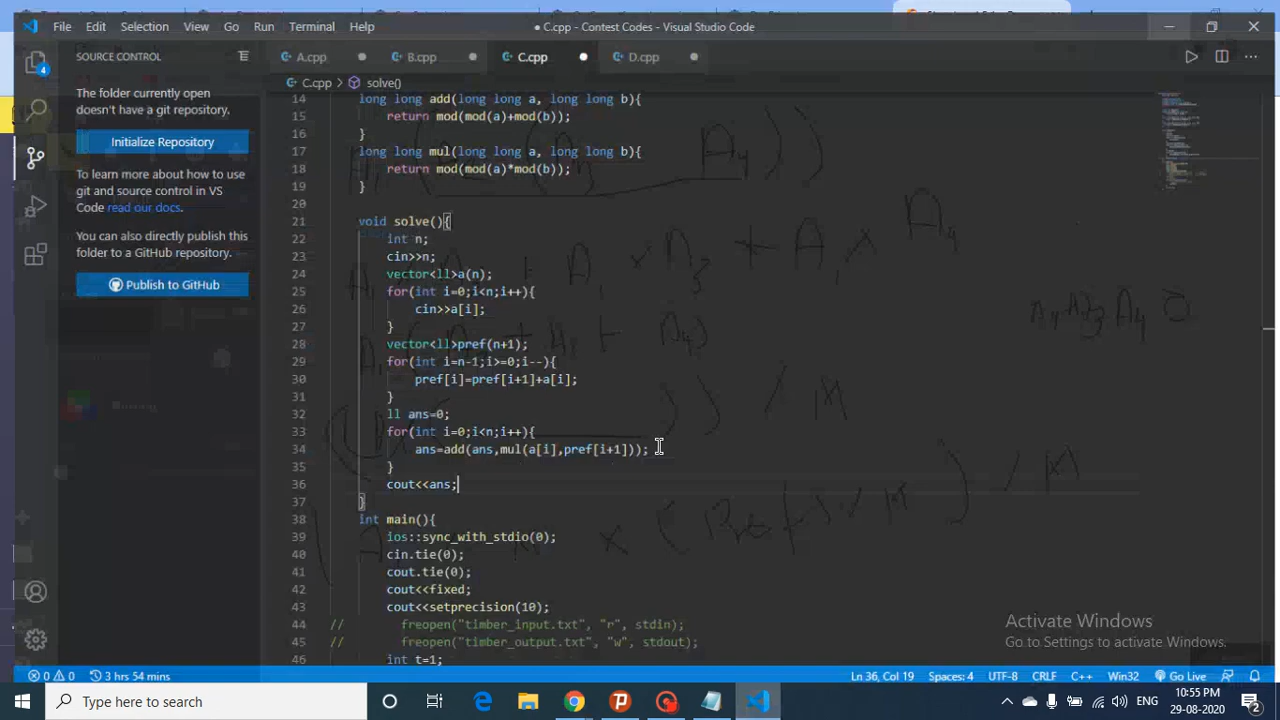 File Edit Selection View Go Run Terminal Help
● C.cpp - Contest Codes - Visual Studio Code
SOURCE CONTROL
A.cpp ● B.cpp ● C.cpp ● D.cpp ●
C.cpp > solve()
4
The folder currently open
doesn't have a git repository.
Initialize Repository
To learn more about how to use
git and source control in VS
Code read our docs.
You can also directly publish this
folder to a GitHub repository.
Publish to GitHub
14 long long add(long long a, long long b){
15 return mod(mod(a)+mod(b));
16 }
17 long long mul(long long a, long long b){
18 return mod(mod(a)*mod(b));
19 }
20
21 void solve(){
22 int n;
23 cin>>n;
24 vector<ll>a(n);
25 for(int i=0;i<n;i++){
26 cin>>a[i];
27 }
28 vector<ll>pref(n+1);
29 for(int i=n-1;i>=0;i--){
30 pref[i]=pref[i+1]+a[i];
31 }
32 ll ans=0;
33 for(int i=0;i<n;i++){
34 ans=add(ans,mul(a[i],pref[i+1]));
35 }
36 cout<<ans;
37 }
38 int main(){
39 ios::sync_with_stdio(0);
40 cin.tie(0);
41 cout.tie(0);
42 cout<<fixed;
43 cout<<setprecision(10);
44 // freopen("timber_input.txt", "r", stdin);
45 // freopen("timber_output.txt", "w", stdout);
46 int t=1;
Activate Windows
Go to Settings to activate Windows.
0 0 3 hrs 54 mins
Ln 36, Col 19 Spaces: 4 UTF-8 CRLF C++ Win32 Go Live
Type here to search
ENG
10:55 PM
29-08-2020
2